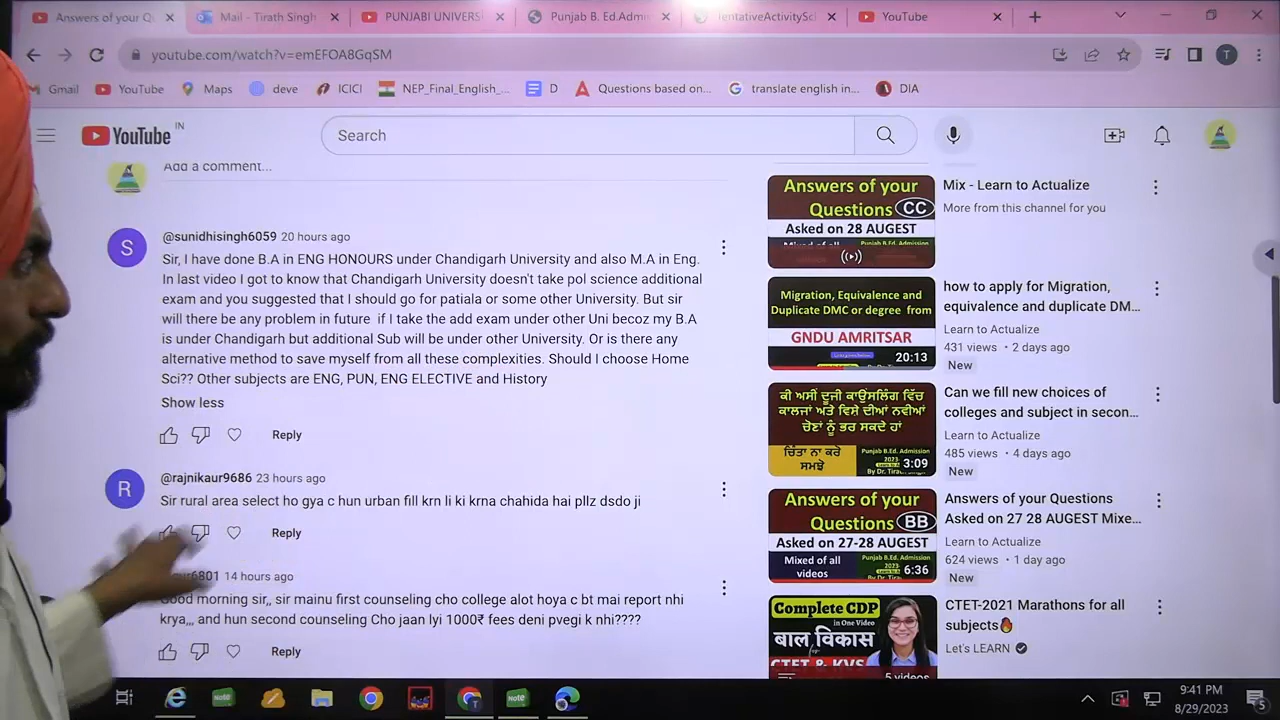 Answers of your Q
Mail - Tirath Singh
PUNJABI UNIVERS
Punjab B. Ed.Admn
TentativeActivitySch
YouTube
youtube.com/watch?v=emEFOA8GqSM
T
Gmail
YouTube
Maps
deve
ICICI
NEP_Final_English_...
D
Questions based on...
translate english in...
DIA
YouTube IN
Search
Add a comment...
S
@sunidhisingh6059 20 hours ago
Sir, I have done B.A in ENG HONOURS under Chandigarh University and also M.A in Eng.
In last video I got to know that Chandigarh University doesn't take pol science additional
exam and you suggested that I should go for patiala or some other University. But sir
will there be any problem in future if I take the add exam under other Uni becoz my B.A
is under Chandigarh but additional Sub will be under other University. Or is there any
alternative method to save myself from all these complexities. Should I choose Home
Sci?? Other subjects are ENG, PUN, ENG ELECTIVE and History
Show less
Reply
R
@rajnikaur9686 23 hours ago
Sir rural area select ho gya c hun urban fill krn li ki krna chahida hai pllz dsdo ji
Reply
801 14 hours ago
Good morning sir,, sir mainu first counseling cho college alot hoya c bt mai report nhi
krya,,, and hun second counseling Cho jaan lyi 1000₹ fees deni pvegi k nhi????
Reply
Answers of your
Questions CC
Asked on 28 AUGEST
Mix - Learn to Actualize
More from this channel for you
Migration, Equivalence and
Duplicate DMC or degree from
GNDU AMRITSAR
20:13
how to apply for Migration,
equivalence and duplicate DM...
Learn to Actualize
431 views • 2 days ago
New
ਕੀ ਅਸੀਂ ਦੂਜੀ ਕਾਉਂਸਲਿੰਗ ਵਿੱਚ
ਕਾਲਜਾਂ ਅਤੇ ਵਿਸ਼ੇ ਦੀਆਂ ਨਵੀਆਂ
ਚੋਣਾਂ ਨੂੰ ਭਰ ਸਕਦੇ ਹਾਂ
ਚਿੰਤਾ ਨਾ ਕਰੋ
ਸਮਝੋ
Punjab B.Ed. Admission
3:09
Can we fill new choices of
colleges and subject in secon...
Learn to Actualize
485 views • 4 days ago
New
Answers of your
Questions BB
Asked on 27-28 AUGEST
Mixed of all
videos
Punjab B.Ed. Admission
6:36
Answers of your Questions
Asked on 27 28 AUGEST Mixe...
Learn to Actualize
624 views • 1 day ago
New
Complete CDP
in One Video
बाल विकास
CTET & KVS
5 videos
CTET-2021 Marathons for all
subjects🔥
Let's LEARN
9:41 PM
8/29/2023